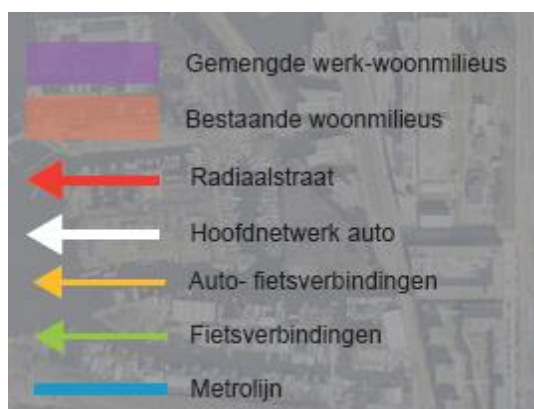 Gemengde werk-woonmilieus
Bestaande woonmilieus
Radiaalstraat
Hoofdnetwerk auto
Auto- fietsverbindingen
Fietsverbindingen
Metrolijn